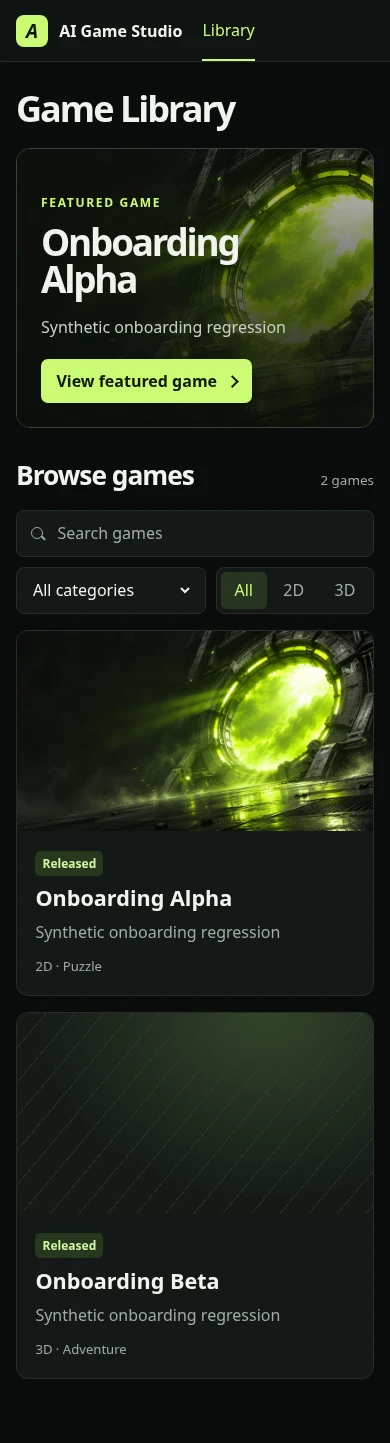 A AI Game Studio Library
Game Library
FEATURED GAME
Onboarding
Alpha
Synthetic onboarding regression
View featured game
Browse games 2 games
Search games
All categories All 2D 3D
Released
Onboarding Alpha
Synthetic onboarding regression
2D · Puzzle
Released
Onboarding Beta
Synthetic onboarding regression
3D · Adventure